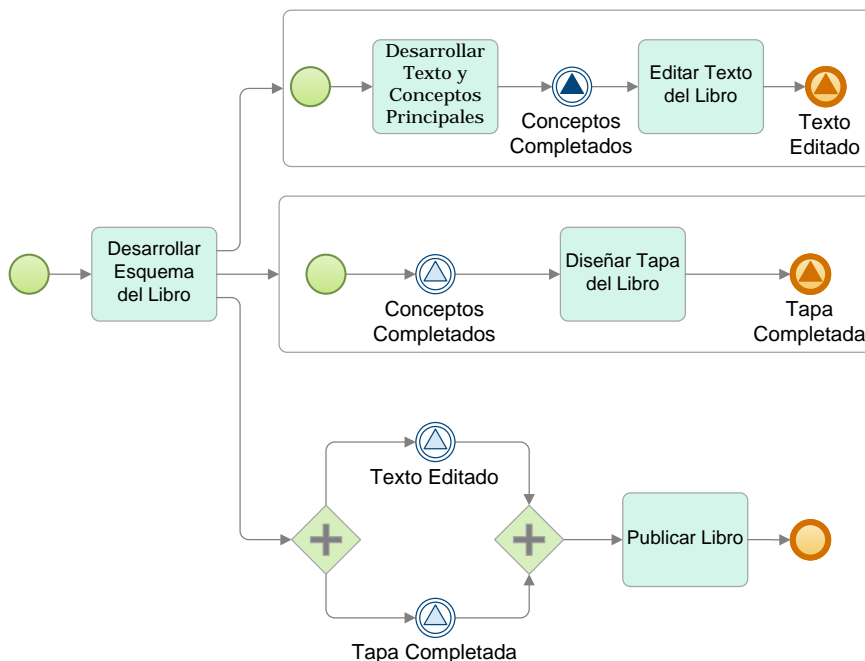 Desarrollar
Texto y
Conceptos
Principales
Conceptos
Completados
Editar Texto
del Libro
Texto
Editado
Desarrollar
Esquema
del Libro
Conceptos
Completados
Diseñar Tapa
del Libro
Tapa
Completada
Texto Editado
Publicar Libro
Tapa Completada